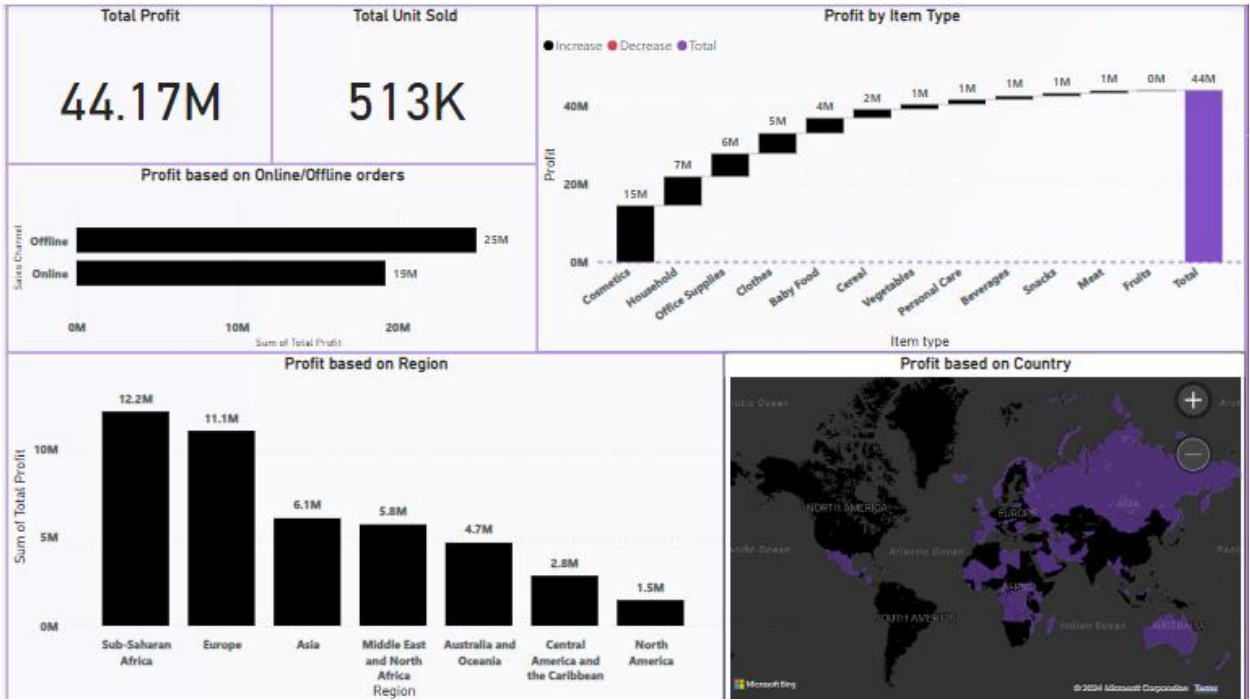 Total Profit
44.17M
Total Unit Sold
513K
Profit by Item Type
Increase Decrease Total
Profit
40M
20M
0M
15M
7M
6M
5M
4M
2M
1M
1M
1M
1M
1M
0M
44M
Cosmetics
Household
Office Supplies
Clothes
Baby Food
Cereal
Vegetables
Personal Care
Beverages
Snacks
Meat
Fruits
Total
Item type
Profit based on Online/Offline orders
Sales Channel
Offline
25M
Online
19M
0M
10M
20M
Sum of Total Profit
Profit based on Region
Sum of Total Profit
10M
5M
0M
12.2M
11.1M
6.1M
5.8M
4.7M
2.8M
1.5M
Sub-Saharan
Africa
Europe
Asia
Middle East
and North
Africa
Australia and
Oceania
Central
America and
the Caribbean
North
America
Region
Profit based on Country
+
−
Ocean
NORTH AMERICA
EUROPE
ASIA
Atlantic Ocean
Ocean
AFRICA
SOUTH AMERICA
Indian Ocean
AUSTRALIA
Microsoft Bing
© 2024 Microsoft Corporation Terms